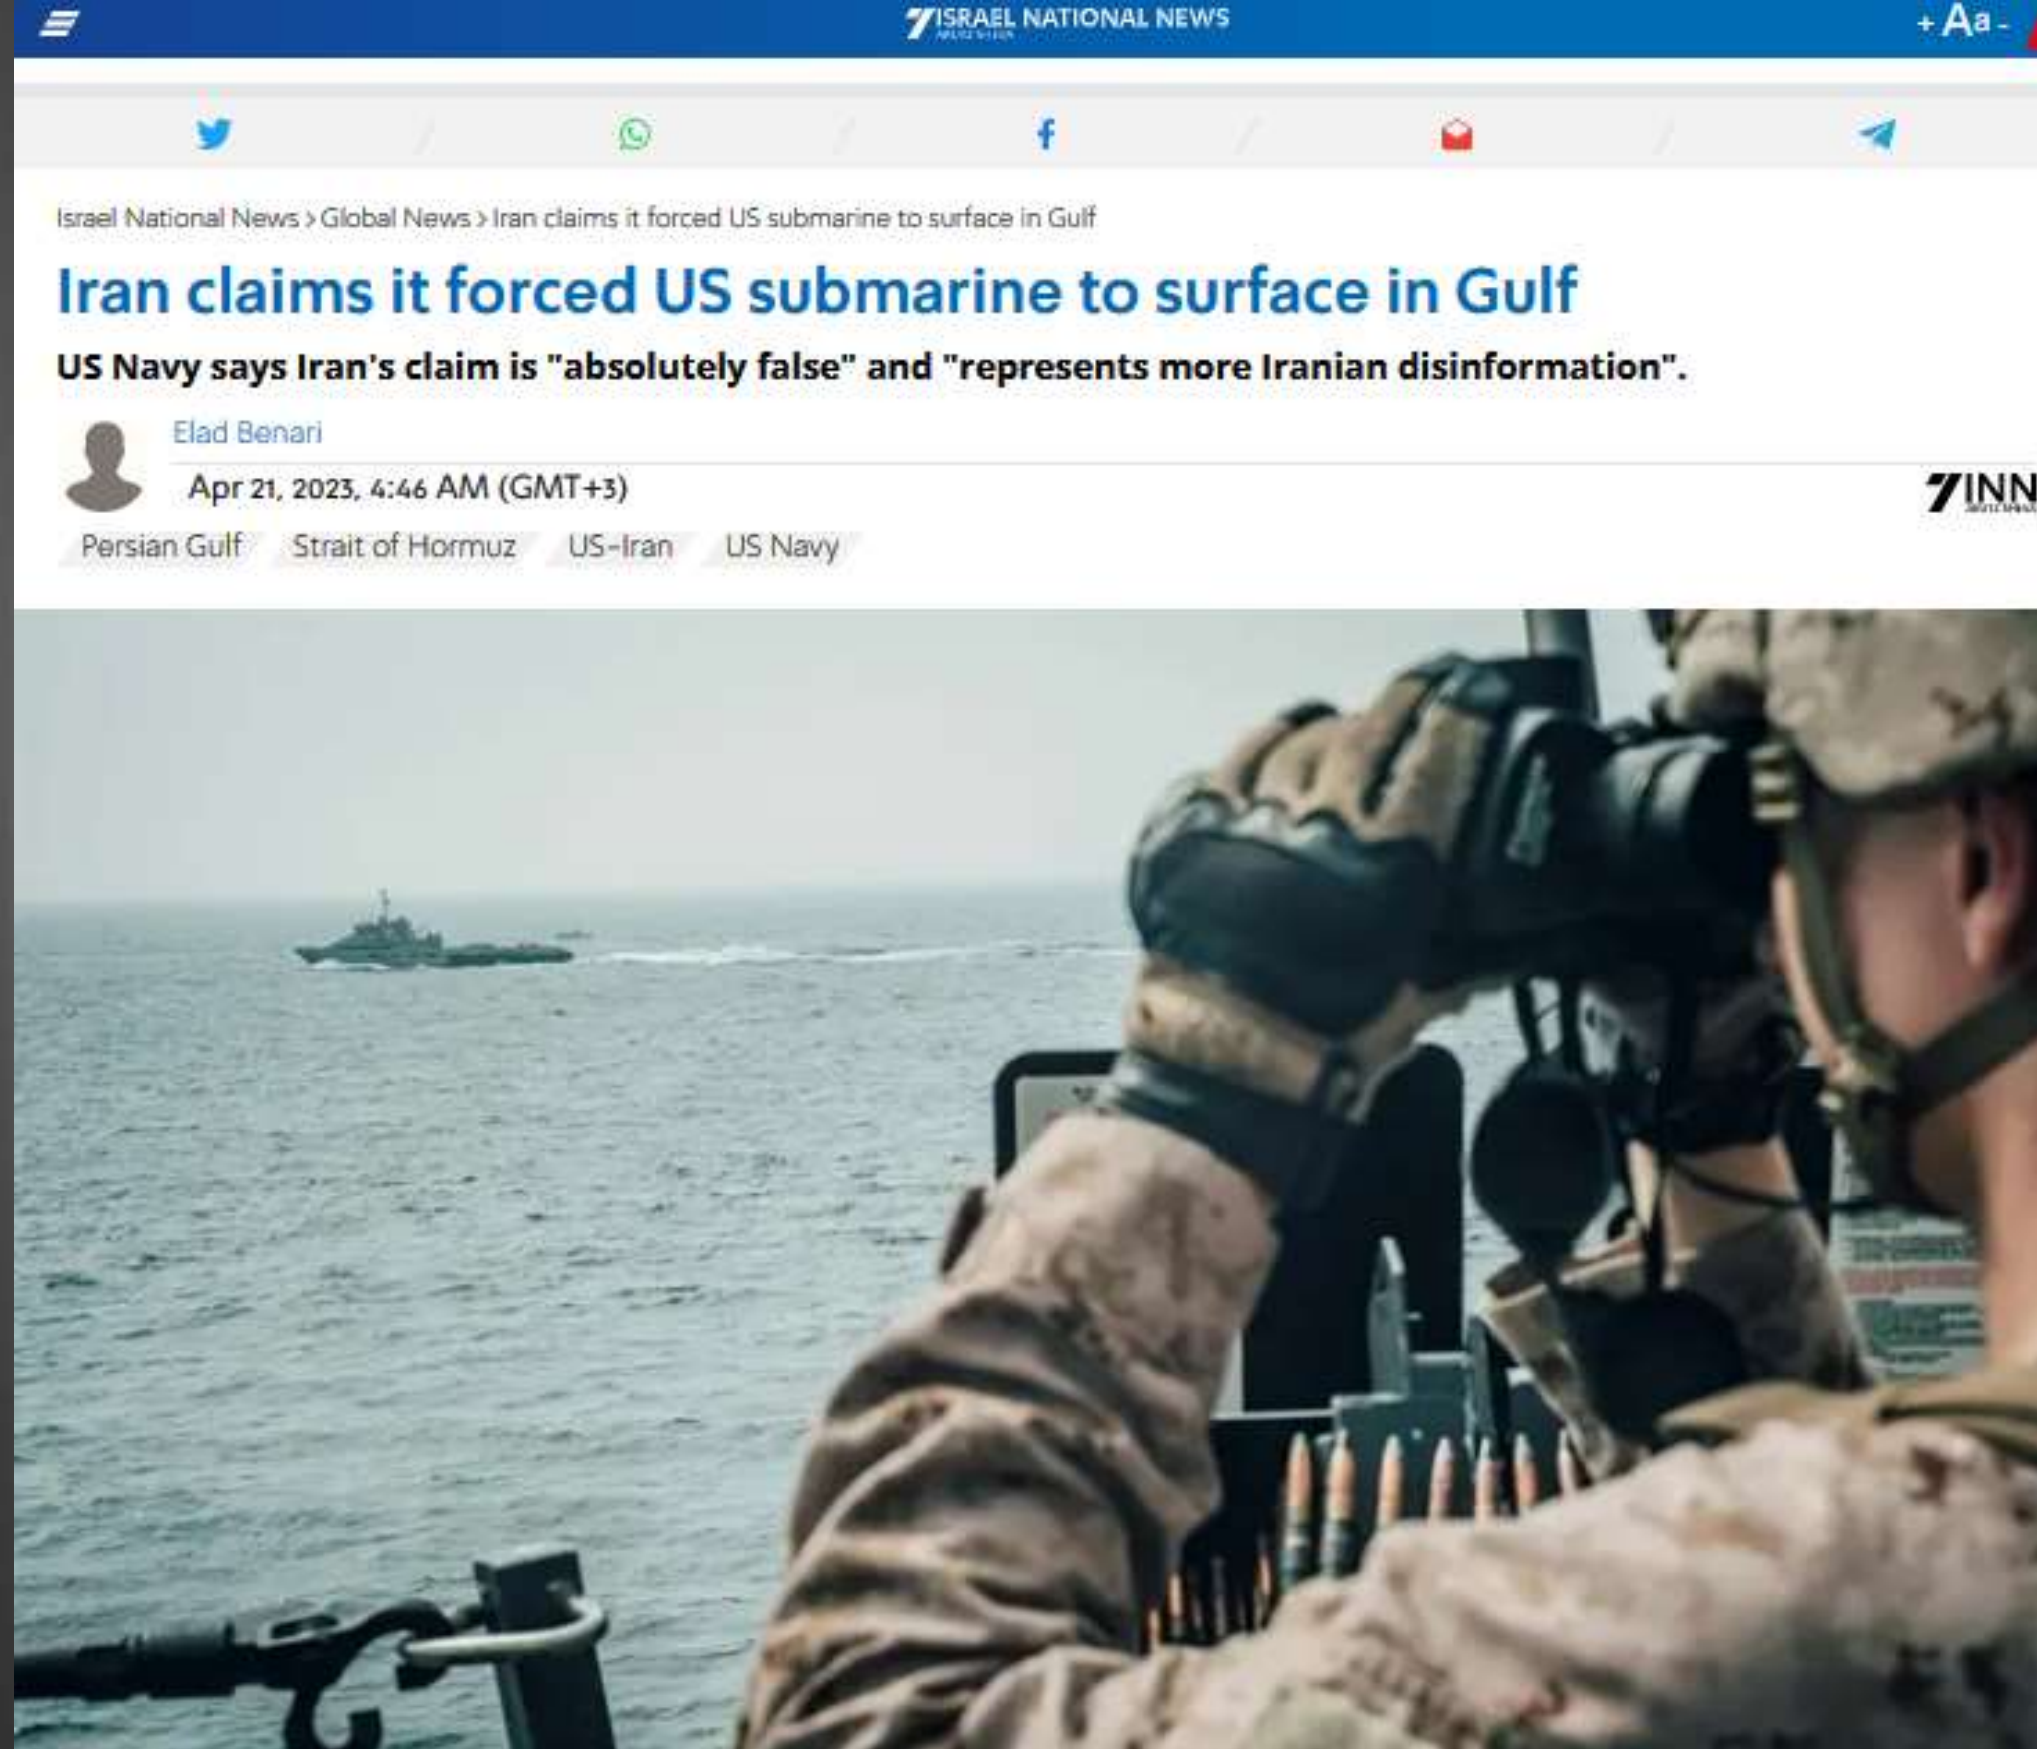 ISRAEL NATIONAL NEWS
+ Aa -
Israel National News > Global News > Iran claims it forced US submarine to surface in Gulf
Iran claims it forced US submarine to surface in Gulf
US Navy says Iran's claim is "absolutely false" and "represents more Iranian disinformation".
Elad Benari
Apr 21, 2023, 4:46 AM (GMT+3)
7INN
Persian Gulf Strait of Hormuz US-Iran US Navy